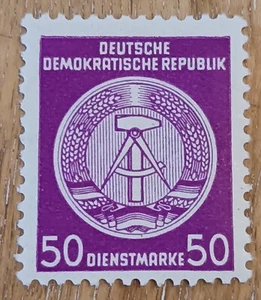 DEUTSCHE
DEMOKRATISCHE REPUBLIK
50 DIENSTMARKE 50